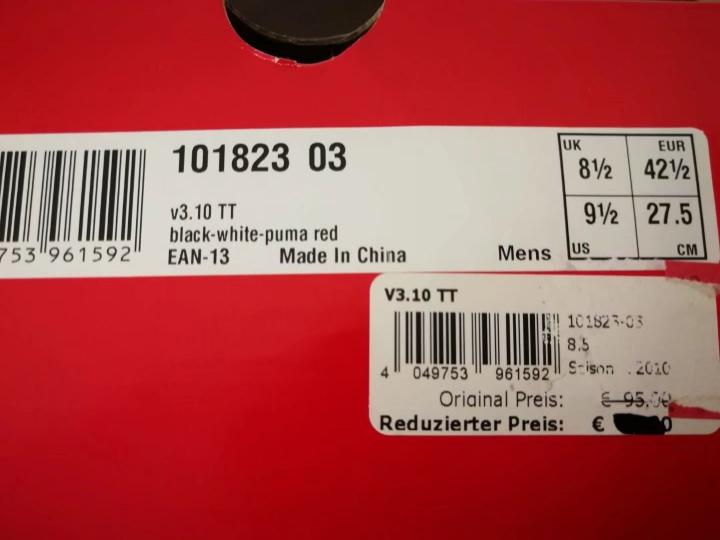 101823 03
v3.10 TT
black-white-puma red
EAN-13 Made In China Mens
753 961592
UK EUR
8½ 42½
9½ 27.5
US CM
V3.10 TT
101823-03
8.5
4 049753 961592
Saison 2010
Original Preis: € 95,00
Reduzierter Preis: €